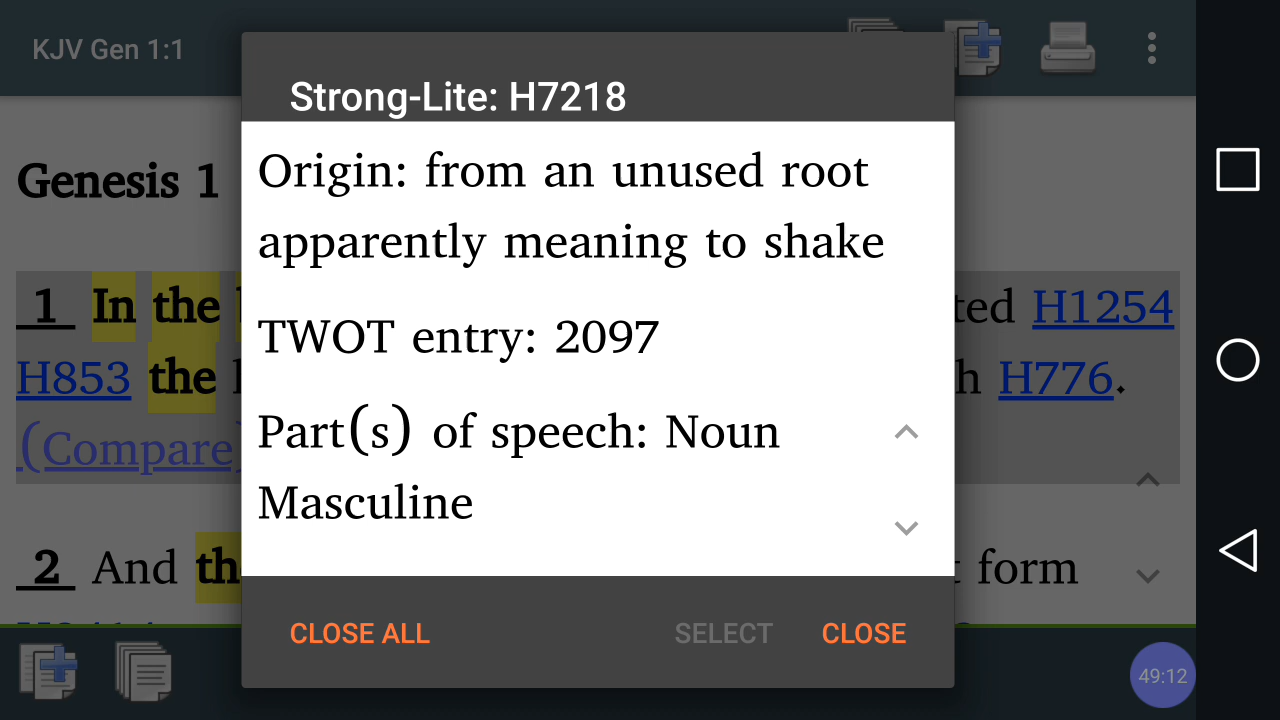 KJV Gen 1:1
Strong-Lite: H7218
Origin: from an unused root
apparently meaning to shake
TWOT entry: 2097
Part(s) of speech: Noun
Masculine
CLOSE ALL
SELECT
CLOSE
Genesis 1
1 In the H1254
H853 the H776.
(Compare)
2 And form
49:12